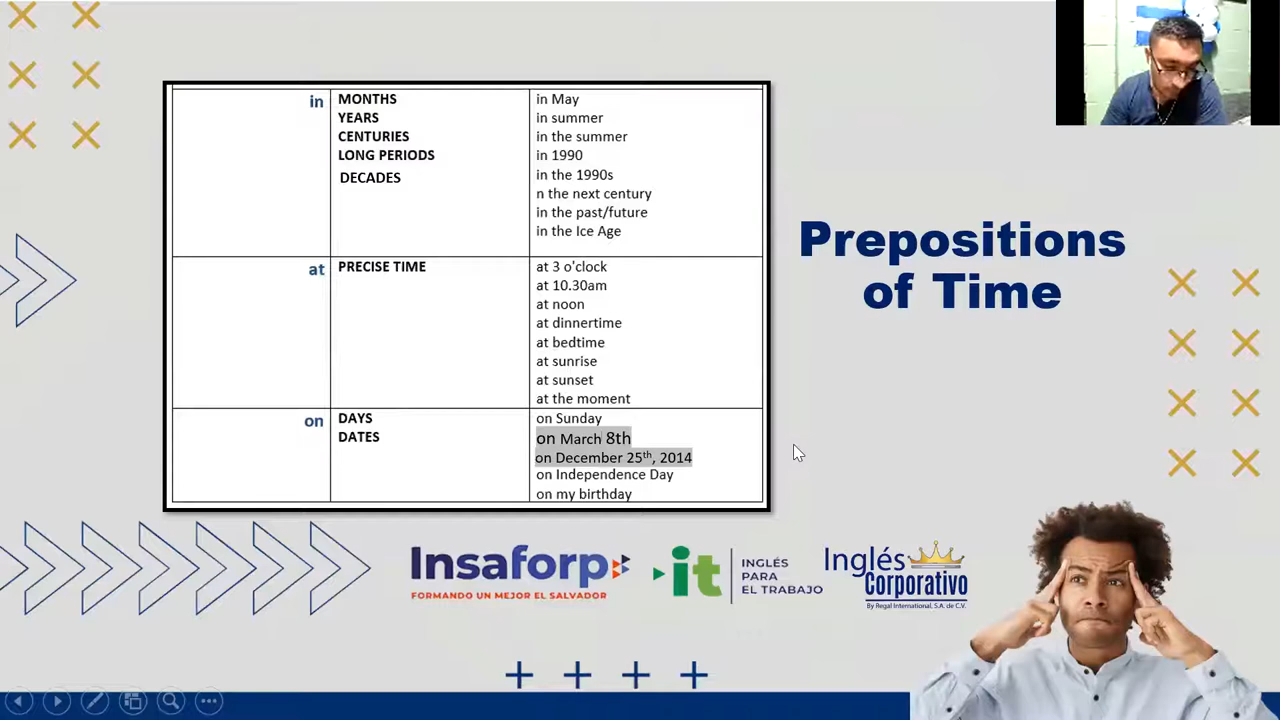 in
MONTHS
YEARS
CENTURIES
LONG PERIODS
DECADES
in May
in summer
in the summer
in 1990
in the 1990s
n the next century
in the past/future
in the Ice Age
at
PRECISE TIME
at 3 o'clock
at 10.30am
at noon
at dinnertime
at bedtime
at sunrise
at sunset
at the moment
on
DAYS
DATES
on Sunday
on March 8th
on December 25th, 2014
on Independence Day
on my birthday
Prepositions
of Time
Insaforp
FORMANDO UN MEJOR EL SALVADOR
it
INGLÉS
PARA
EL TRABAJO
Inglés
Corporativo
By Regal International, S.A. de C.V.